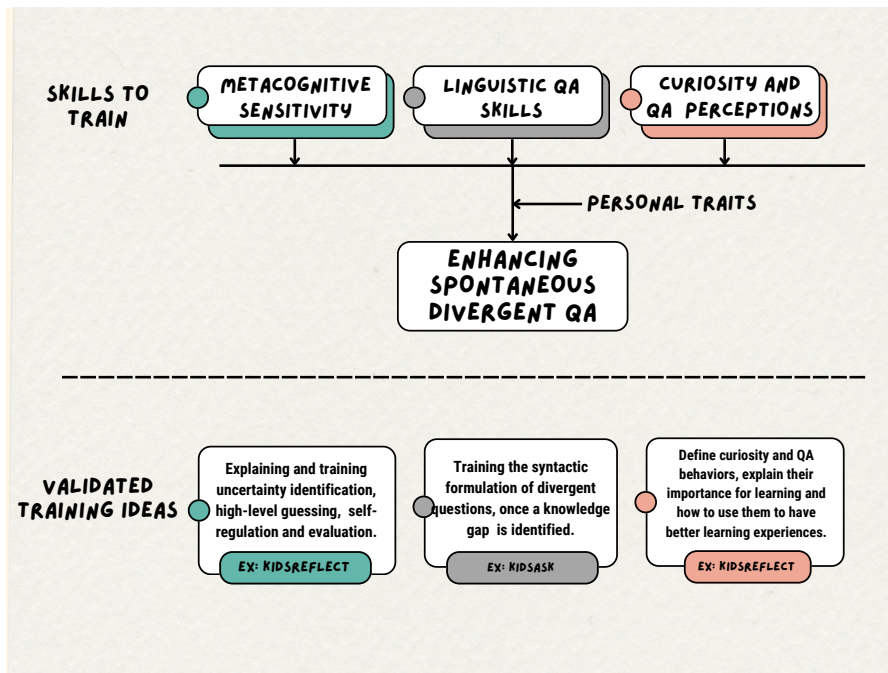 SKILLS TO
TRAIN
METACOGNITIVE
SENSITIVITY
LINGUISTIC QA
SKILLS
CURIOSITY AND
QA PERCEPTIONS
PERSONAL TRAITS
ENHANCING
SPONTANEOUS
DIVERGENT QA
VALIDATED
TRAINING IDEAS
Explaining and training
uncertainty identification,
high-level guessing, self-
regulation and evaluation.
EX: KIDSREFLECT
Training the syntactic
formulation of divergent
questions, once a knowledge
gap is identified.
EX: KIDSASK
Define curiosity and QA
behaviors, explain their
importance for learning and
how to use them to have
better learning experiences.
EX: KIDSREFLECT